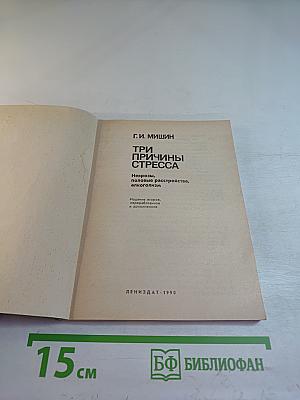 Г.И. МИШИН
ТРИ
ПРИЧИНЫ
СТРЕССА
Неврозы,
половые расстройства,
алкоголизм
Издание второе,
переработанное
и дополненное
ЛЕНИЗДАТ·1990
15 см
БФ БИБЛИОФАН